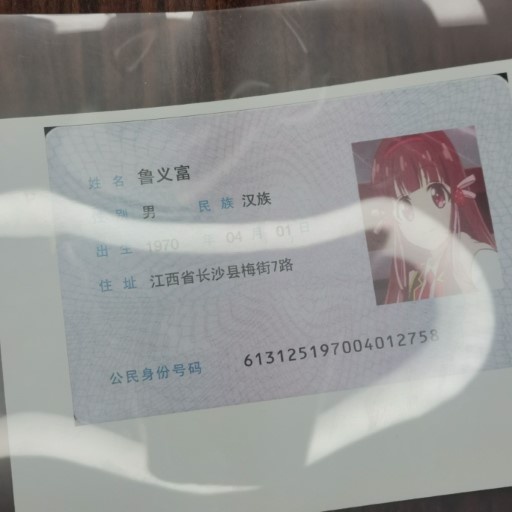 姓名 鲁义富
性别 男 民族 汉族
出生 1970 年 04 月 01 日
住址 江西省长沙县梅街7路
公民身份号码 613125197004012758